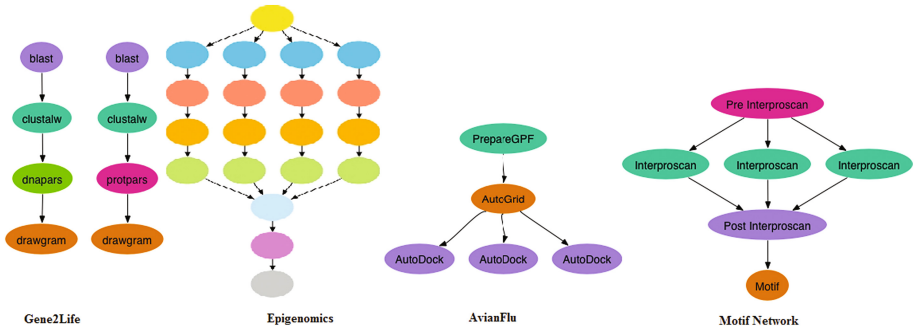 blast
blast
clustalw
clustalw
dnapars
protpars
drawgram
drawgram
Gene2Life
Epigenomics
PrepareGPF
AutoGrid
AutoDock
AutoDock
AutoDock
AvianFlu
Pre Interproscan
Interproscan
Interproscan
Interproscan
Post Interproscan
Motif
Motif Network